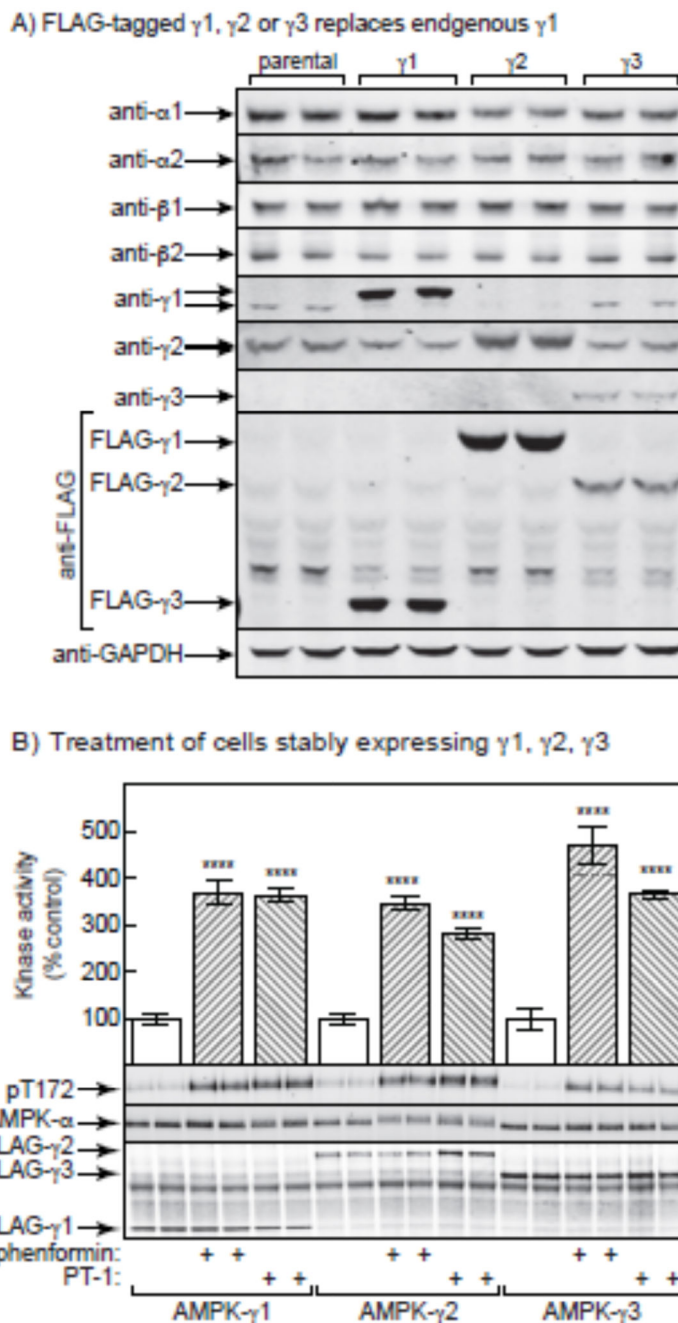 A) FLAG-tagged γ1, γ2 or γ3 replaces endgenous γ1
parental γ1 γ2 γ3
anti-α1
anti-α2
anti-β1
anti-β2
anti-γ1
anti-γ2
anti-γ3
anti-FLAG
FLAG-γ1
FLAG-γ2
FLAG-γ3
anti-GAPDH
B) Treatment of cells stably expressing γ1, γ2, γ3
Kinase activity
(% control)
500
400
300
200
100
**** **** **** **** **** ****
pT172
MPK-α
LAG-γ2
LAG-γ3
LAG-γ1
phenformin: + + + + + +
PT-1: + + + + + +
AMPK-γ1 AMPK-γ2 AMPK-γ3